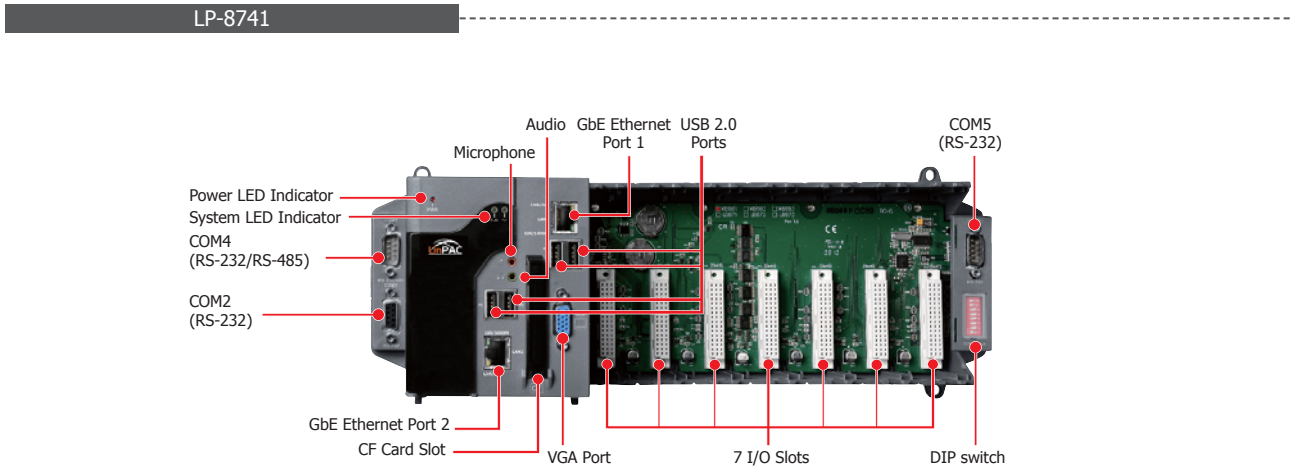 LP-8741
Audio
GbE Ethernet
Port 1
USB 2.0
Ports
COM5
(RS-232)
Microphone
Power LED Indicator
System LED Indicator
COM4
(RS-232/RS-485)
COM2
(RS-232)
LinPAC
CE
GbE Ethernet Port 2
CF Card Slot
VGA Port
7 I/O Slots
DIP switch